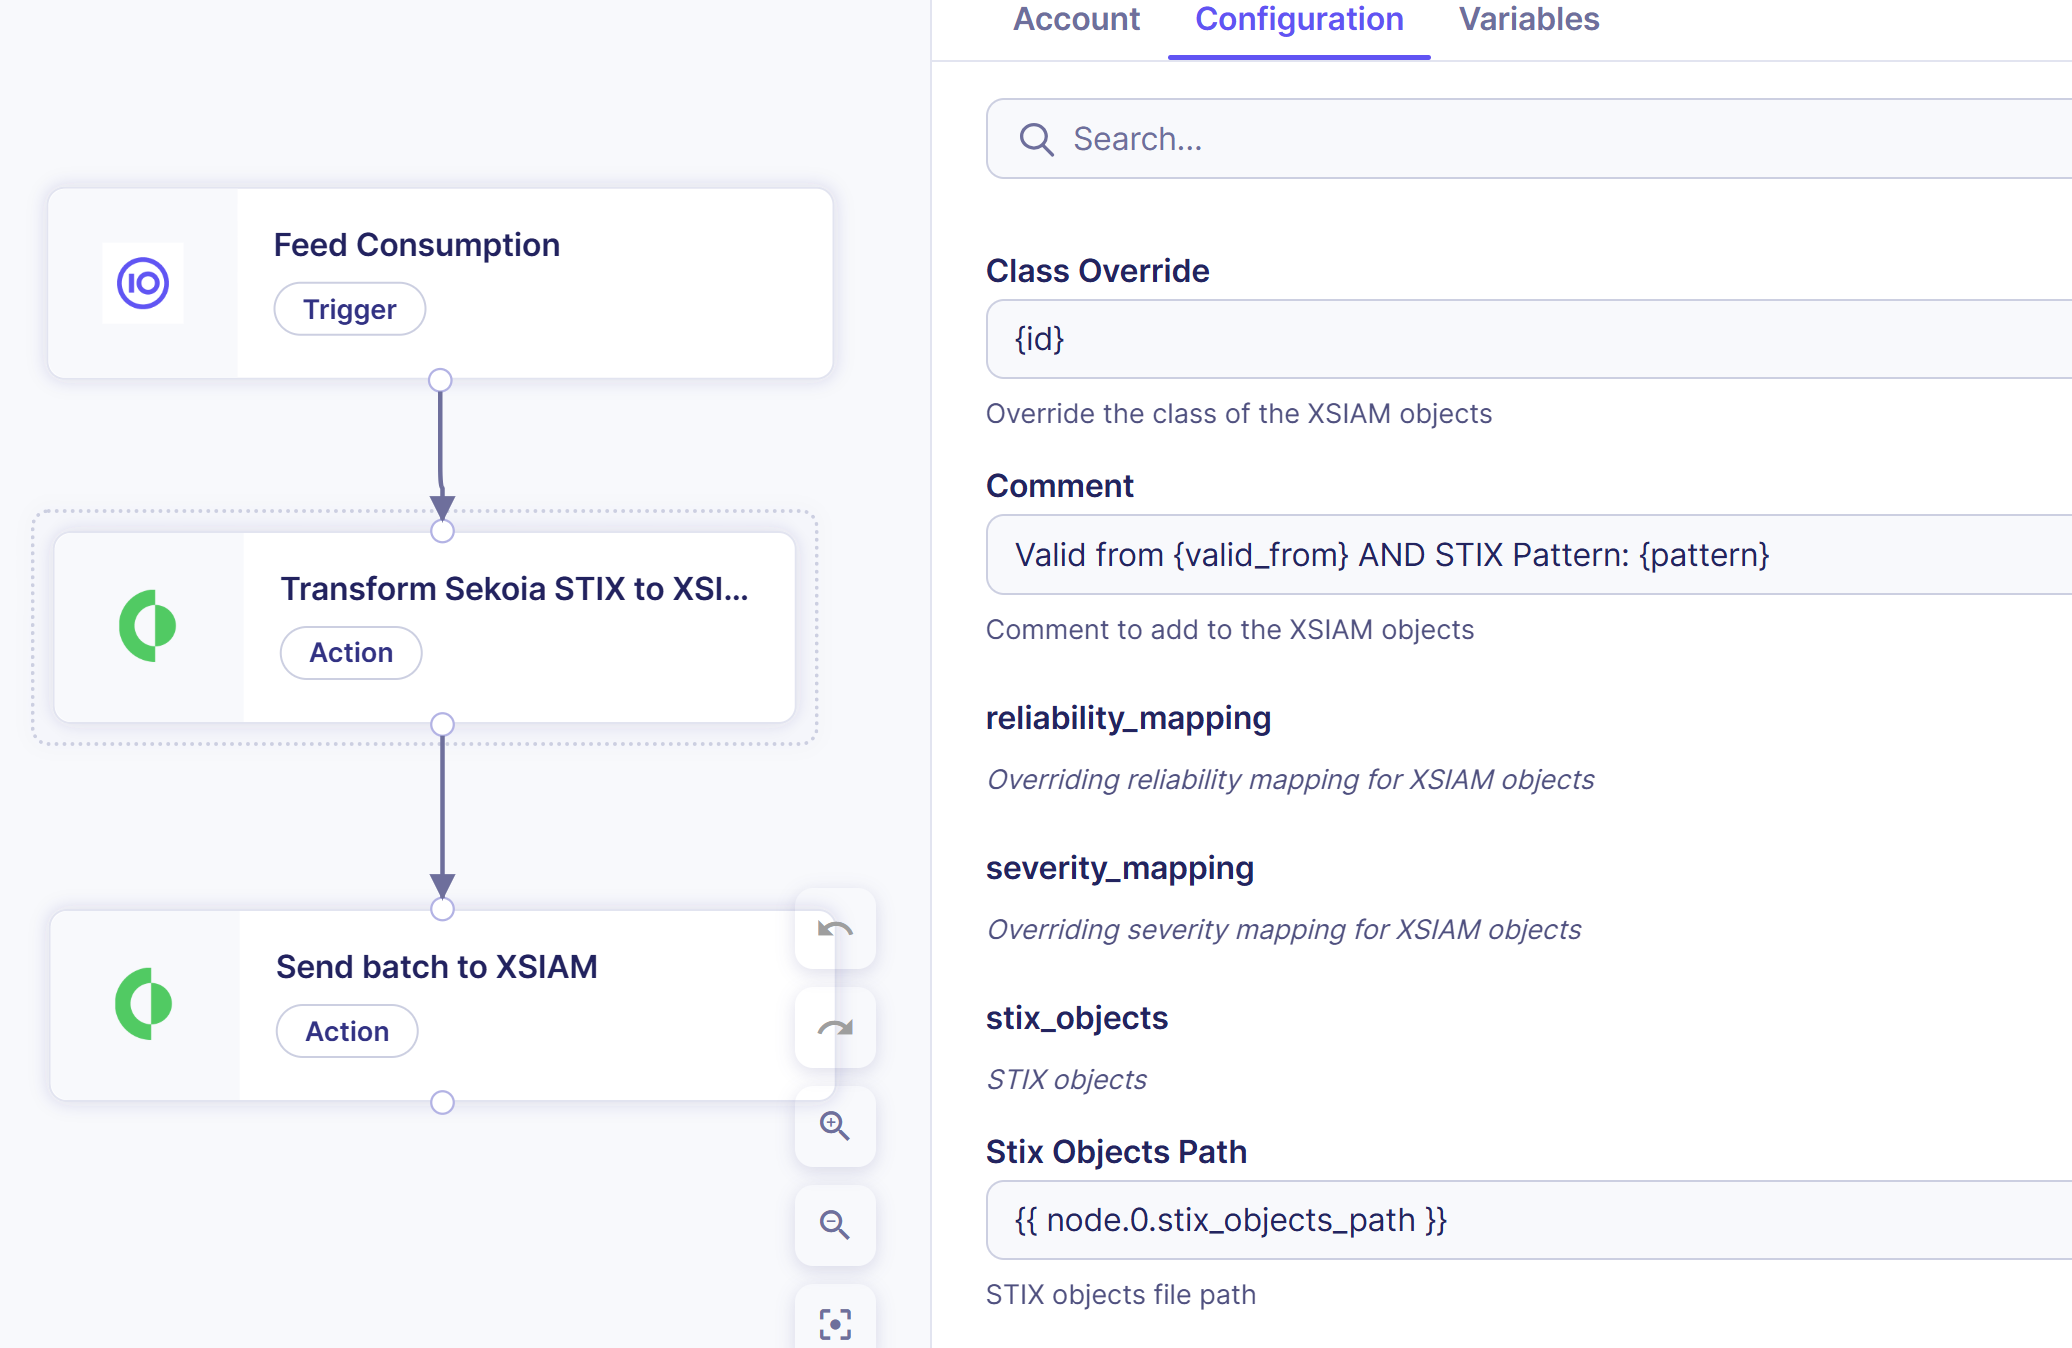 Feed Consumption
Trigger
Transform Sekoia STIX to XSI...
Action
Send batch to XSIAM
Action
Account Configuration Variables
Search...
Class Override
{id}
Override the class of the XSIAM objects
Comment
Valid from {valid_from} AND STIX Pattern: {pattern}
Comment to add to the XSIAM objects
reliability_mapping
Overriding reliability mapping for XSIAM objects
severity_mapping
Overriding severity mapping for XSIAM objects
stix_objects
STIX objects
Stix Objects Path
{{ node.0.stix_objects_path }}
STIX objects file path